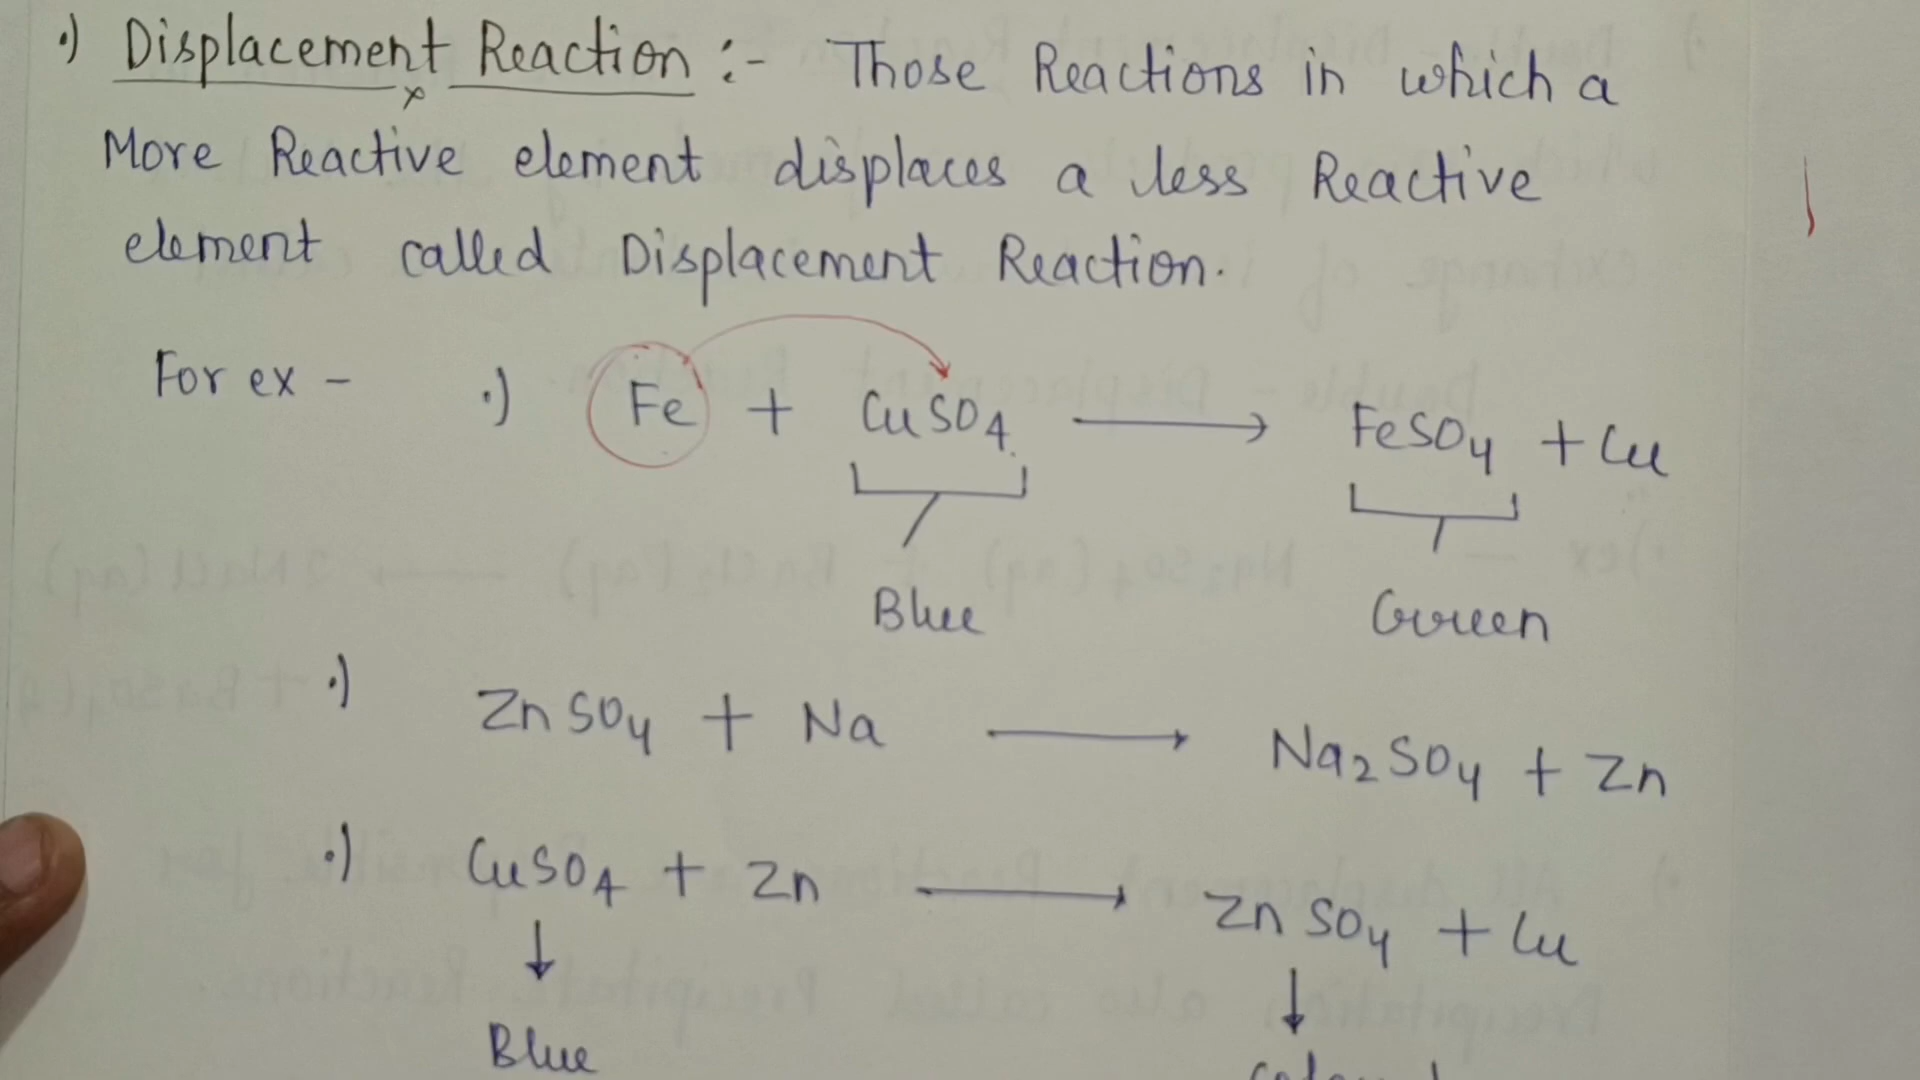 •) Displacement Reaction :- Those Reactions in which a
More Reactive element displaces a less Reactive
element called Displacement Reaction.
For ex - •) Fe + CuSO4 ⟶ FeSO4 + Cu
Blue Green
•) ZnSO4 + Na ⟶ Na2SO4 + Zn
•) CuSO4 + Zn ⟶ ZnSO4 + Cu
↓ ↓
Blue